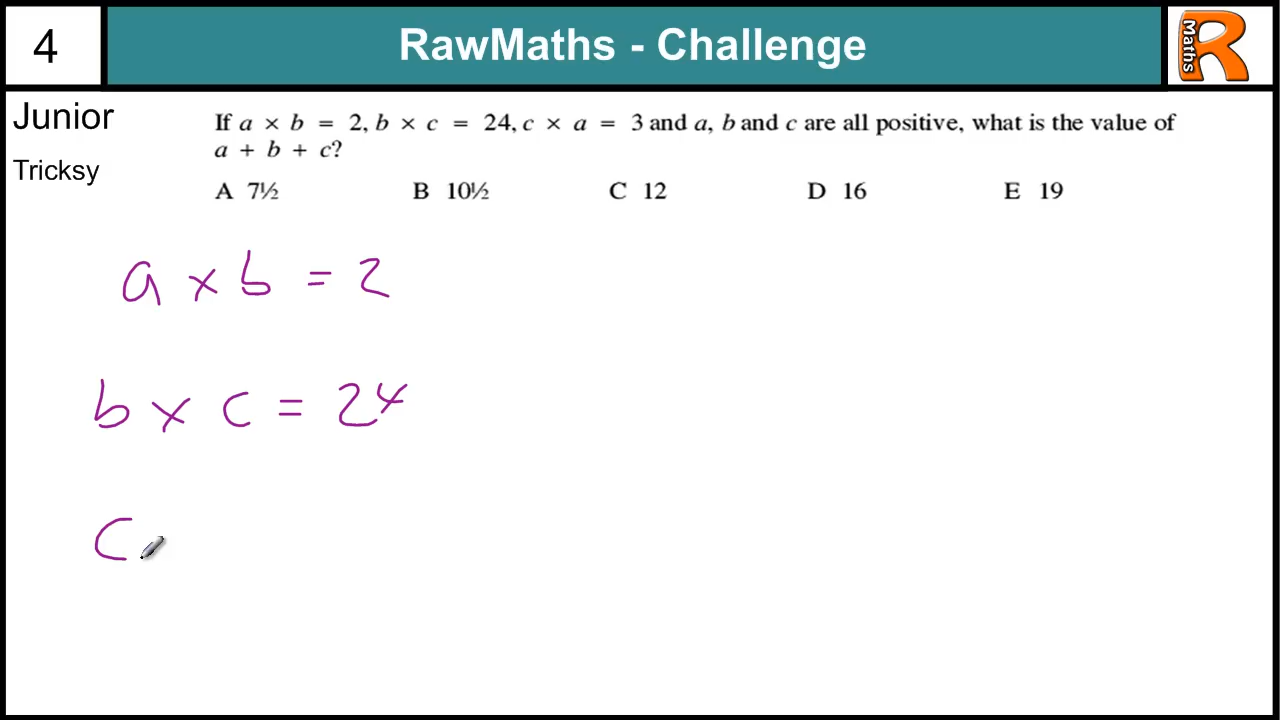 4
RawMaths - Challenge
Maths R
Junior
Tricksy
If a × b = 2, b × c = 24, c × a = 3 and a, b and c are all positive, what is the value of
a + b + c?
A 7½ B 10½ C 12 D 16 E 19
a × b = 2
b × c = 24
C